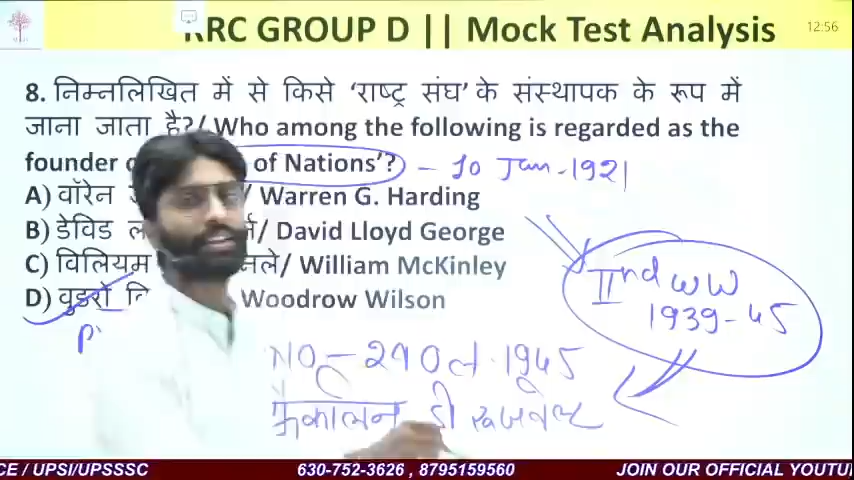 RRC GROUP D || Mock Test Analysis
12:56
8. निम्नलिखित में से किसे ‘राष्ट्र संघ’ के संस्थापक के रूप में
जाना जाता है?/ Who among the following is regarded as the
founder of Nations’? – 10 Jan-1921
A) वॉरेन / Warren G. Harding
B) डेविड / David Lloyd George
C) विलियम / William McKinley
D) वुडरो Woodrow Wilson
IInd WW
1939-45
NO – 24 Oct. 1945
फ्रैंकलिन डी रूजवेल्ट
CE / UPSI/UPSSSC 630-752-3626 , 8795159560 JOIN OUR OFFICIAL YOUTU